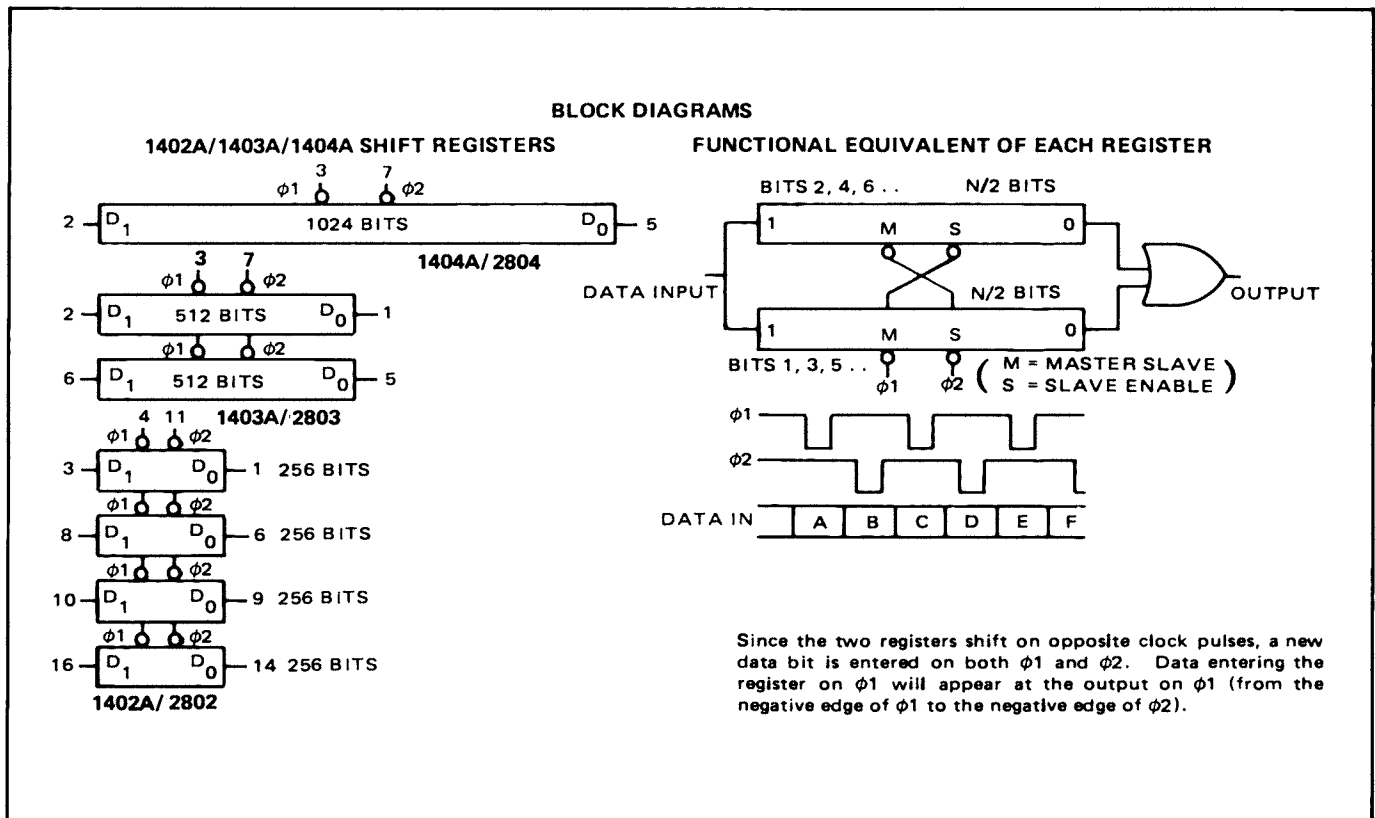 BLOCK DIAGRAMS
1402A/1403A/1404A SHIFT REGISTERS
3 7
ϕ1 ϕ2
2 D1 1024 BITS D0 5
1404A/2804
3 7
ϕ1 ϕ2
2 D1 512 BITS D0 1
ϕ1 ϕ2
6 D1 512 BITS D0 5
1403A/2803
4 11
ϕ1 ϕ2
3 D1 D0 1 256 BITS
ϕ1 ϕ2
8 D1 D0 6 256 BITS
ϕ1 ϕ2
10 D1 D0 9 256 BITS
ϕ1 ϕ2
16 D1 D0 14 256 BITS
1402A/2802
FUNCTIONAL EQUIVALENT OF EACH REGISTER
BITS 2, 4, 6 .. N/2 BITS
1 M S 0
DATA INPUT N/2 BITS OUTPUT
1 M S 0
BITS 1, 3, 5 .. ( M = MASTER SLAVE
ϕ1 ϕ2 S = SLAVE ENABLE )
ϕ1
ϕ2
DATA IN A B C D E F
Since the two registers shift on opposite clock pulses, a new
data bit is entered on both ϕ1 and ϕ2. Data entering the
register on ϕ1 will appear at the output on ϕ1 (from the
negative edge of ϕ1 to the negative edge of ϕ2).